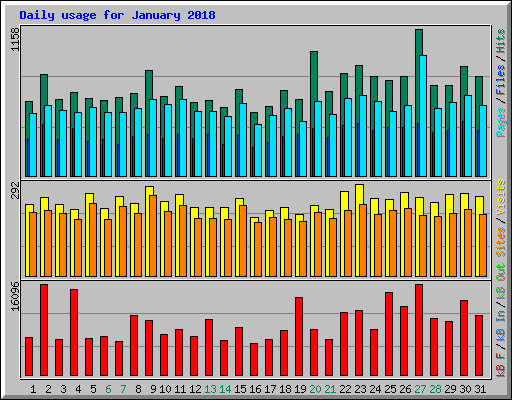 Daily usage for January 2018
1158
Pages / Files / Hits
292
Sites / Visits
16096
kB F / kB In / kB Out
1 2 3 4 5 6 7 8 9 10 11 12 13 14 15 16 17 18 19 20 21 22 23 24 25 26 27 28 29 30 31